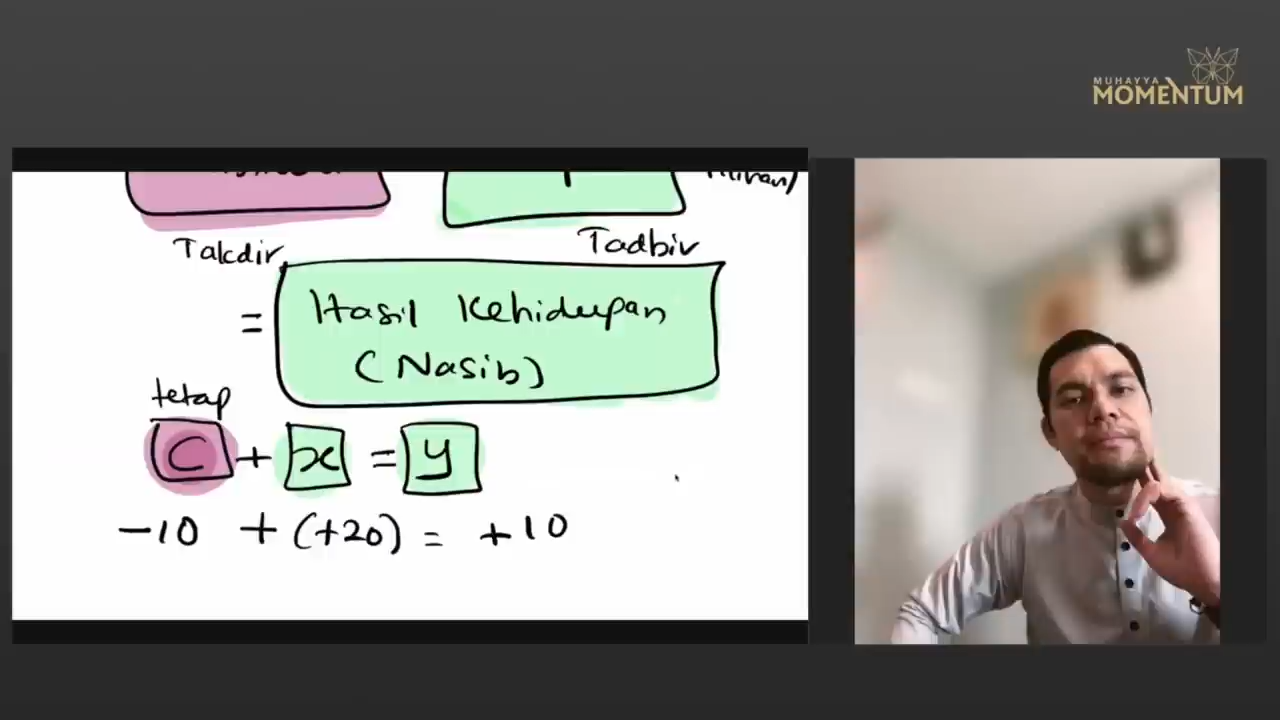 MUHAYYA
MOMENTUM
Takdir
Tadbir
= Hasil Kehidupan
(Nasib)
tetap
C + x = y
-10 + (+20) = +10